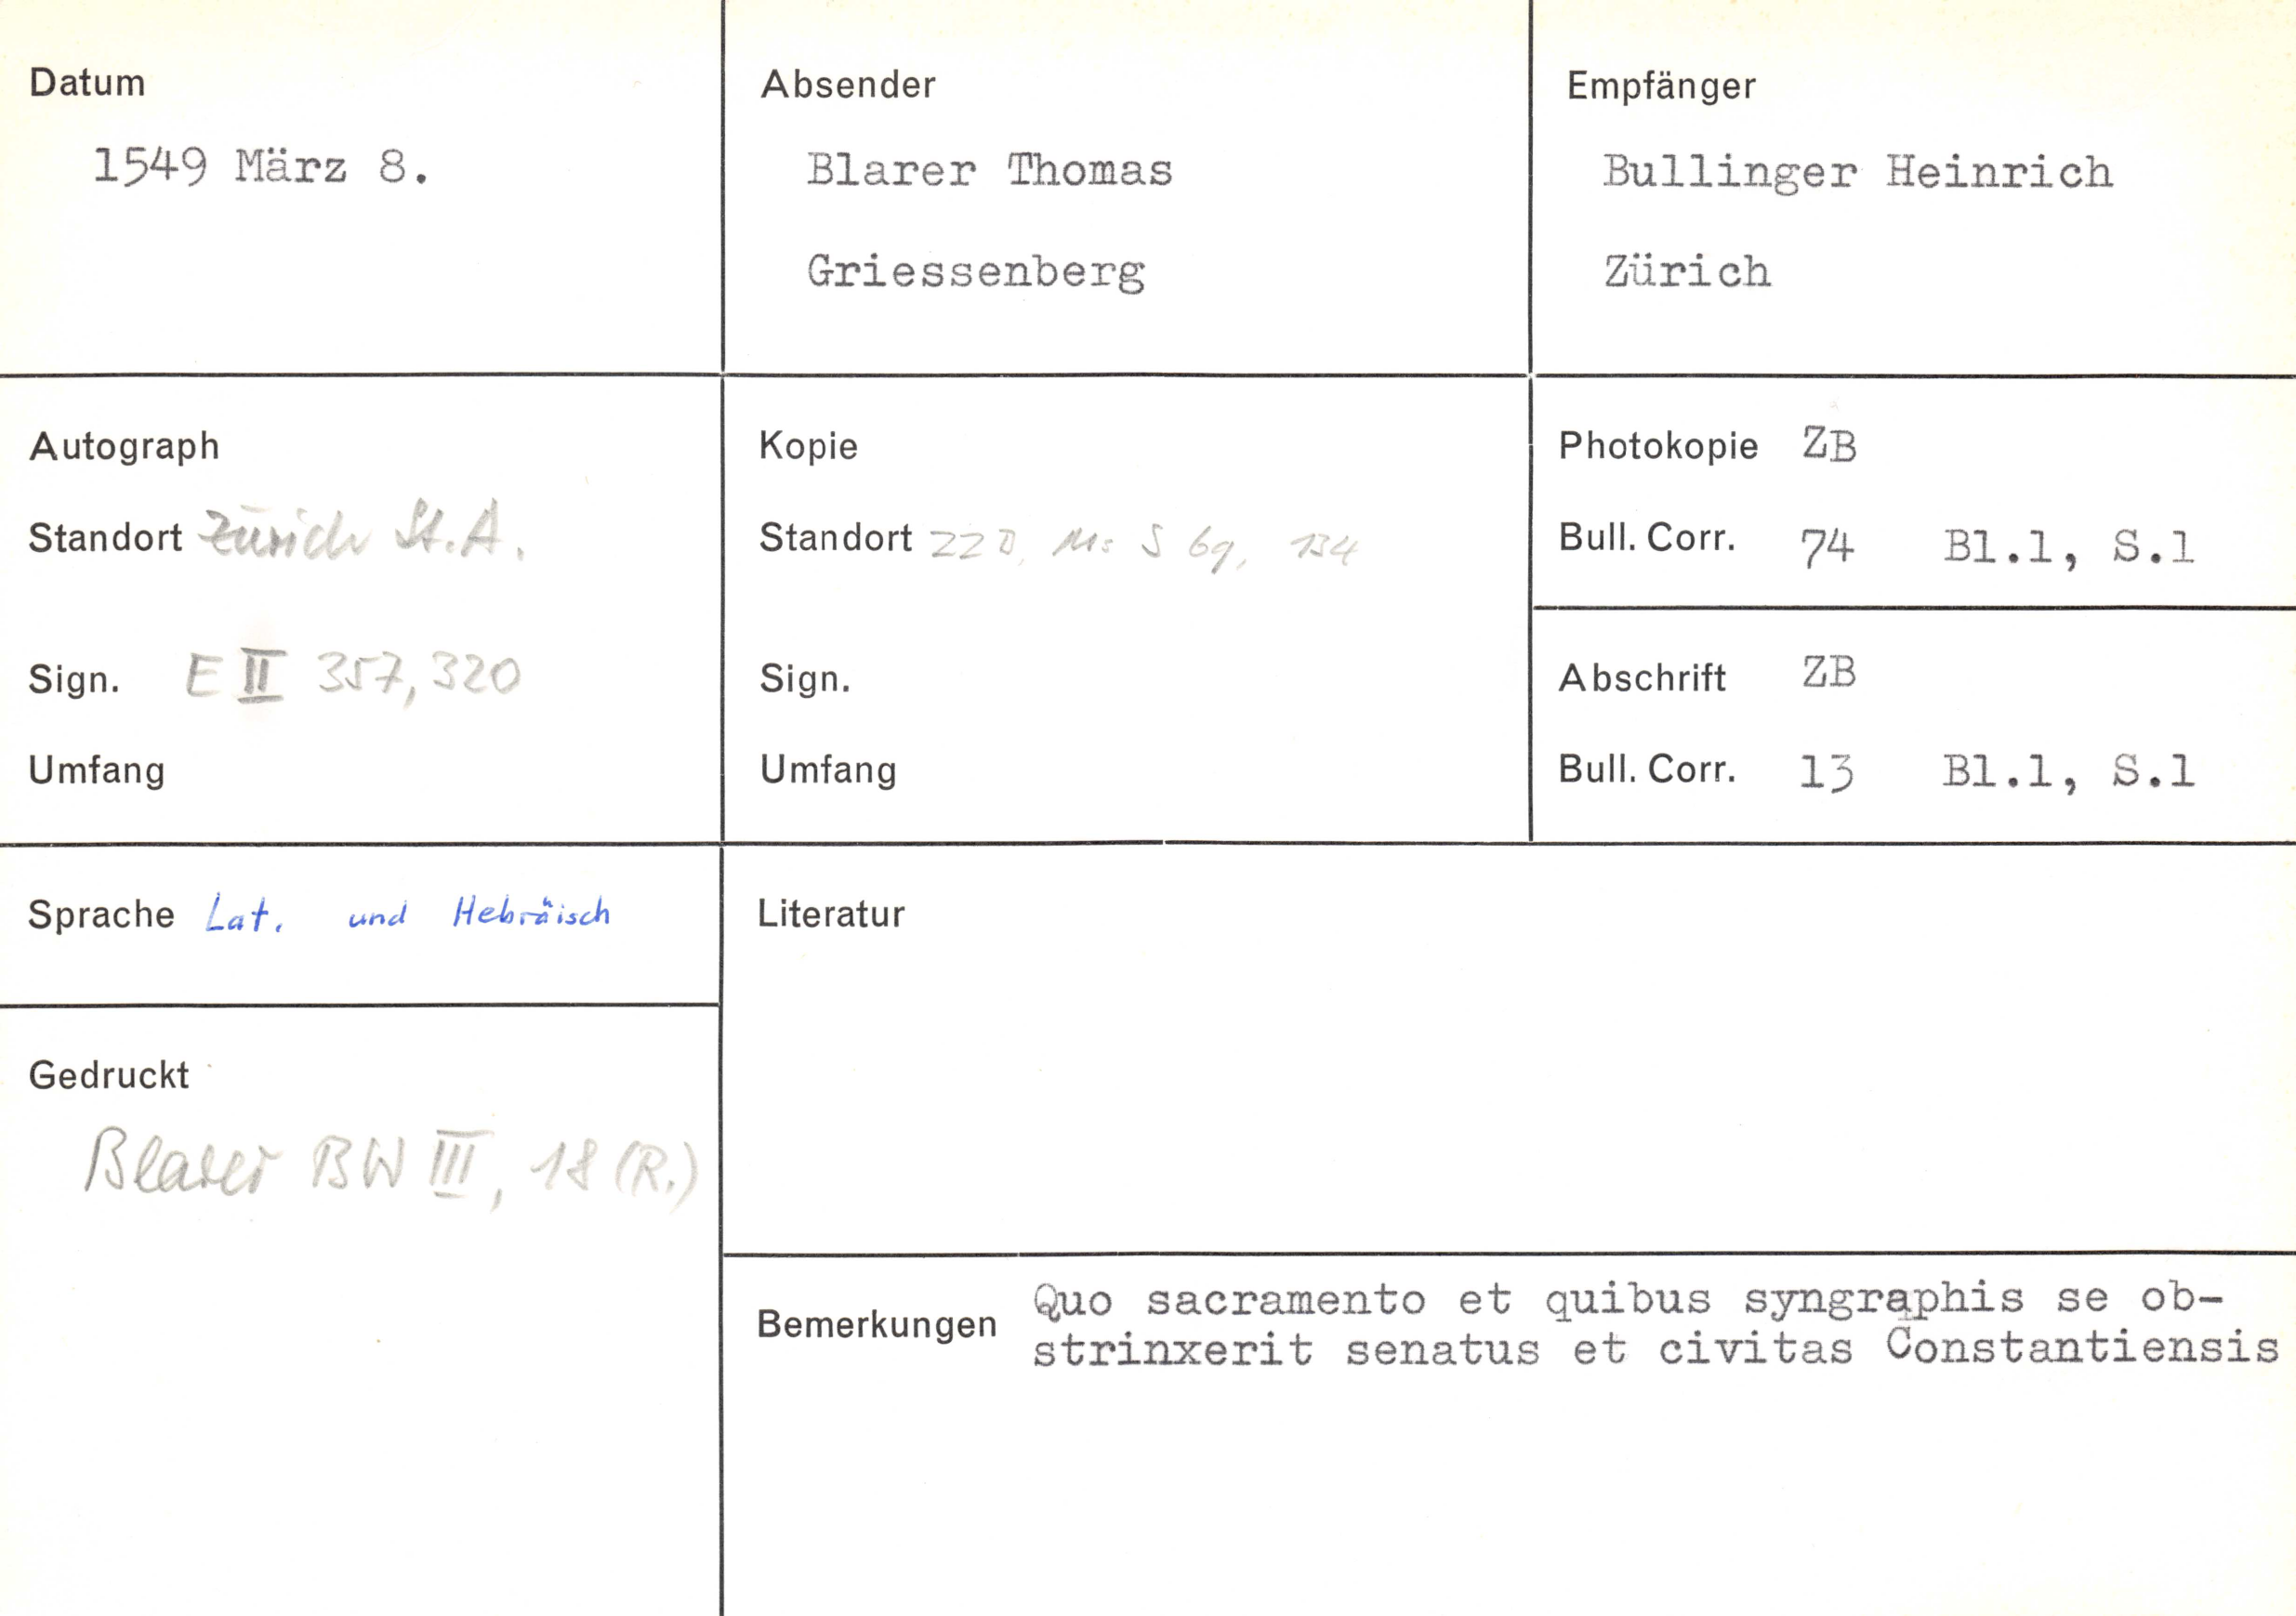 Datum
1549 März 8.
Absender
Blarer Thomas
Griessenberg
Empfänger
Bullinger Heinrich
Zürich
Autograph
Standort Zürich St.A.
Sign. E II 357, 320
Umfang
Kopie
Standort ZZB, Ms S 69, 134
Sign.
Umfang
Photokopie ZB
Bull. Corr. 74 Bl.1, S.1
Abschrift ZB
Bull. Corr. 13 Bl.1, S.1
Sprache Lat. und Hebräisch
Literatur
Gedruckt
Blarer BW III, 18 (R.)
Bemerkungen Quo sacramento et quibus syngraphis se ob-
strinxerit senatus et civitas Constantiensis